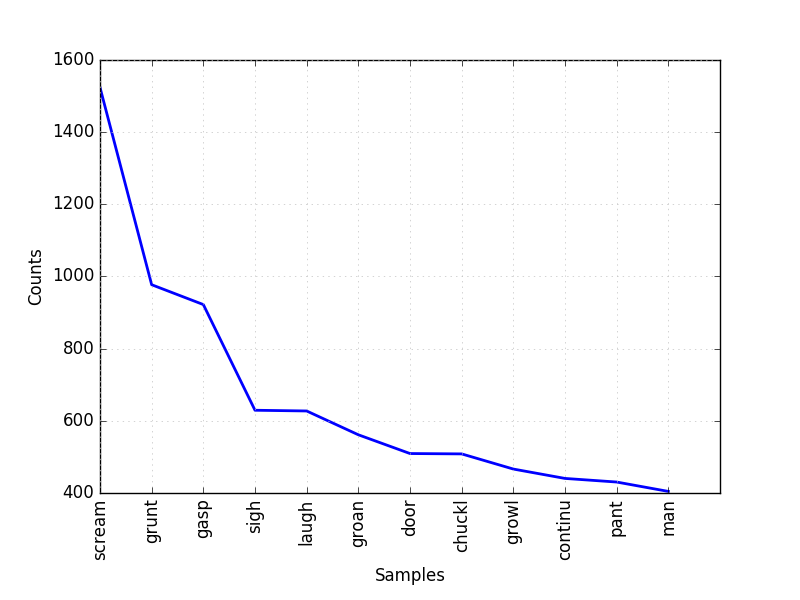 1600
1400
1200
1000
800
600
400
Counts
scream
grunt
gasp
sigh
laugh
groan
door
chuckl
growl
continu
pant
man
Samples